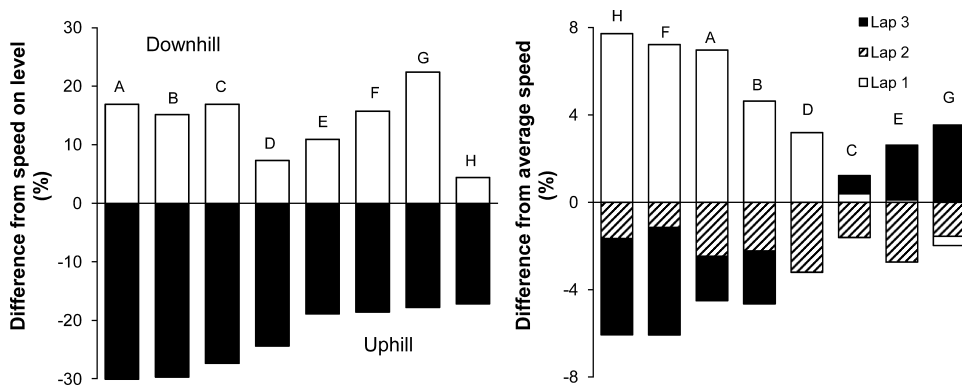 Difference from speed on level
(%)
30
20
10
0
-10
-20
-30
Downhill
A
B
C
D
E
F
G
H
Uphill
Difference from average speed
(%)
8
4
0
-4
-8
H
F
A
B
D
C
E
G
Lap 3
Lap 2
Lap 1